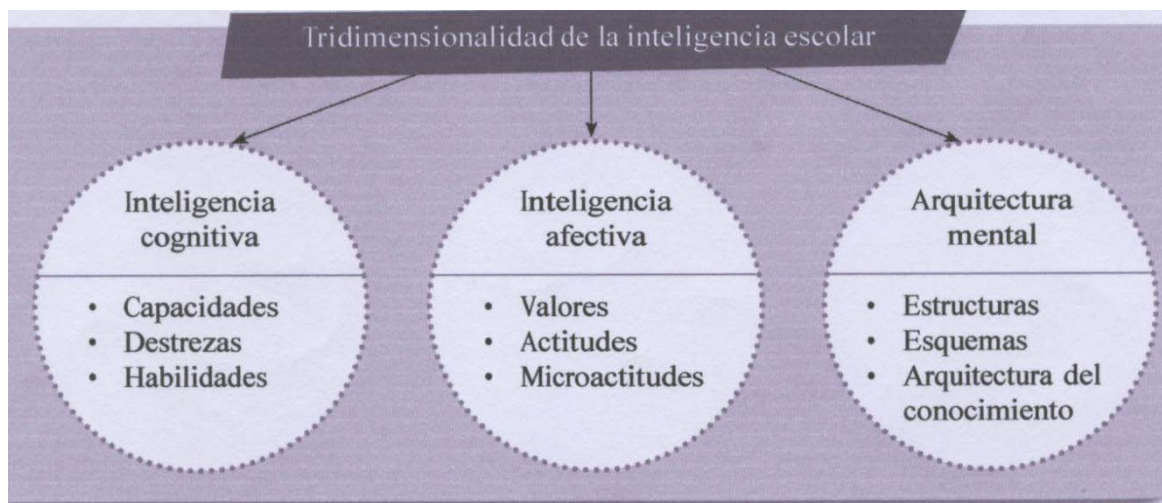 Tridimensionalidad de la inteligencia escolar
Inteligencia
cognitiva
• Capacidades
• Destrezas
• Habilidades
Inteligencia
afectiva
• Valores
• Actitudes
• Microactitudes
Arquitectura
mental
• Estructuras
• Esquemas
• Arquitectura del
conocimiento